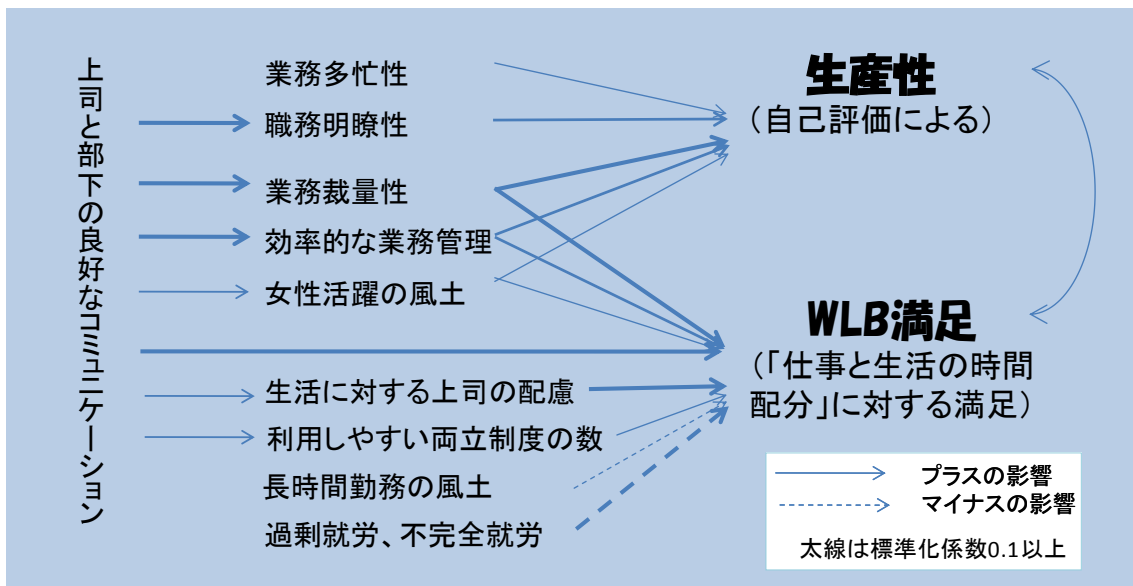 上司と部下の良好なコミュニケーション
業務多忙性
職務明瞭性
業務裁量性
効率的な業務管理
女性活躍の風土
生活に対する上司の配慮
利用しやすい両立制度の数
長時間勤務の風土
過剰就労、不完全就労
生産性
（自己評価による）
WLB満足
（「仕事と生活の時間
配分」に対する満足）
プラスの影響
マイナスの影響
太線は標準化係数0.1以上